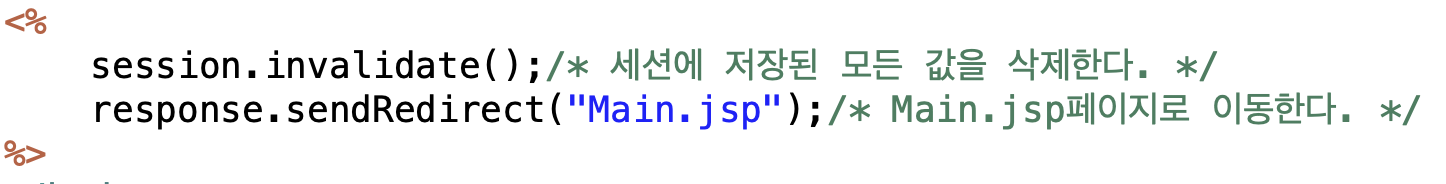 <%
session.invalidate();/* 세션에 저장된 모든 값을 삭제한다. */
response.sendRedirect("Main.jsp");/* Main.jsp페이지로 이동한다. */
%>